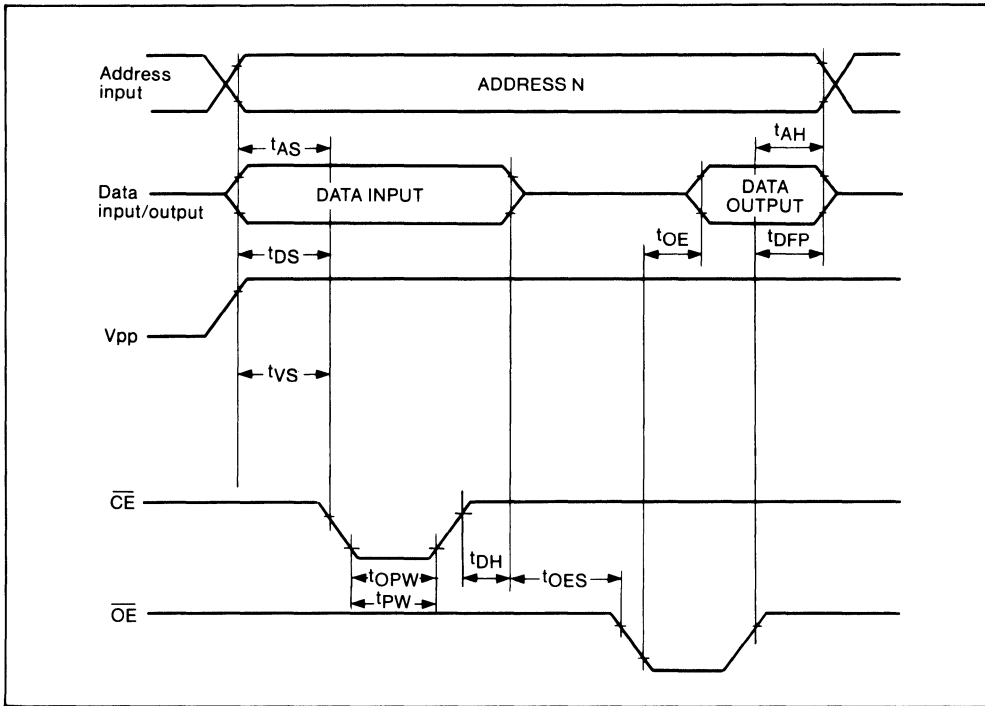 Address
input
ADDRESS N
tAS
tAH
Data
input/output
DATA INPUT
DATA
OUTPUT
tDS
tOE
tDFP
Vpp
tVS
CE
tDH
tOES
tOPW
tPW
OE